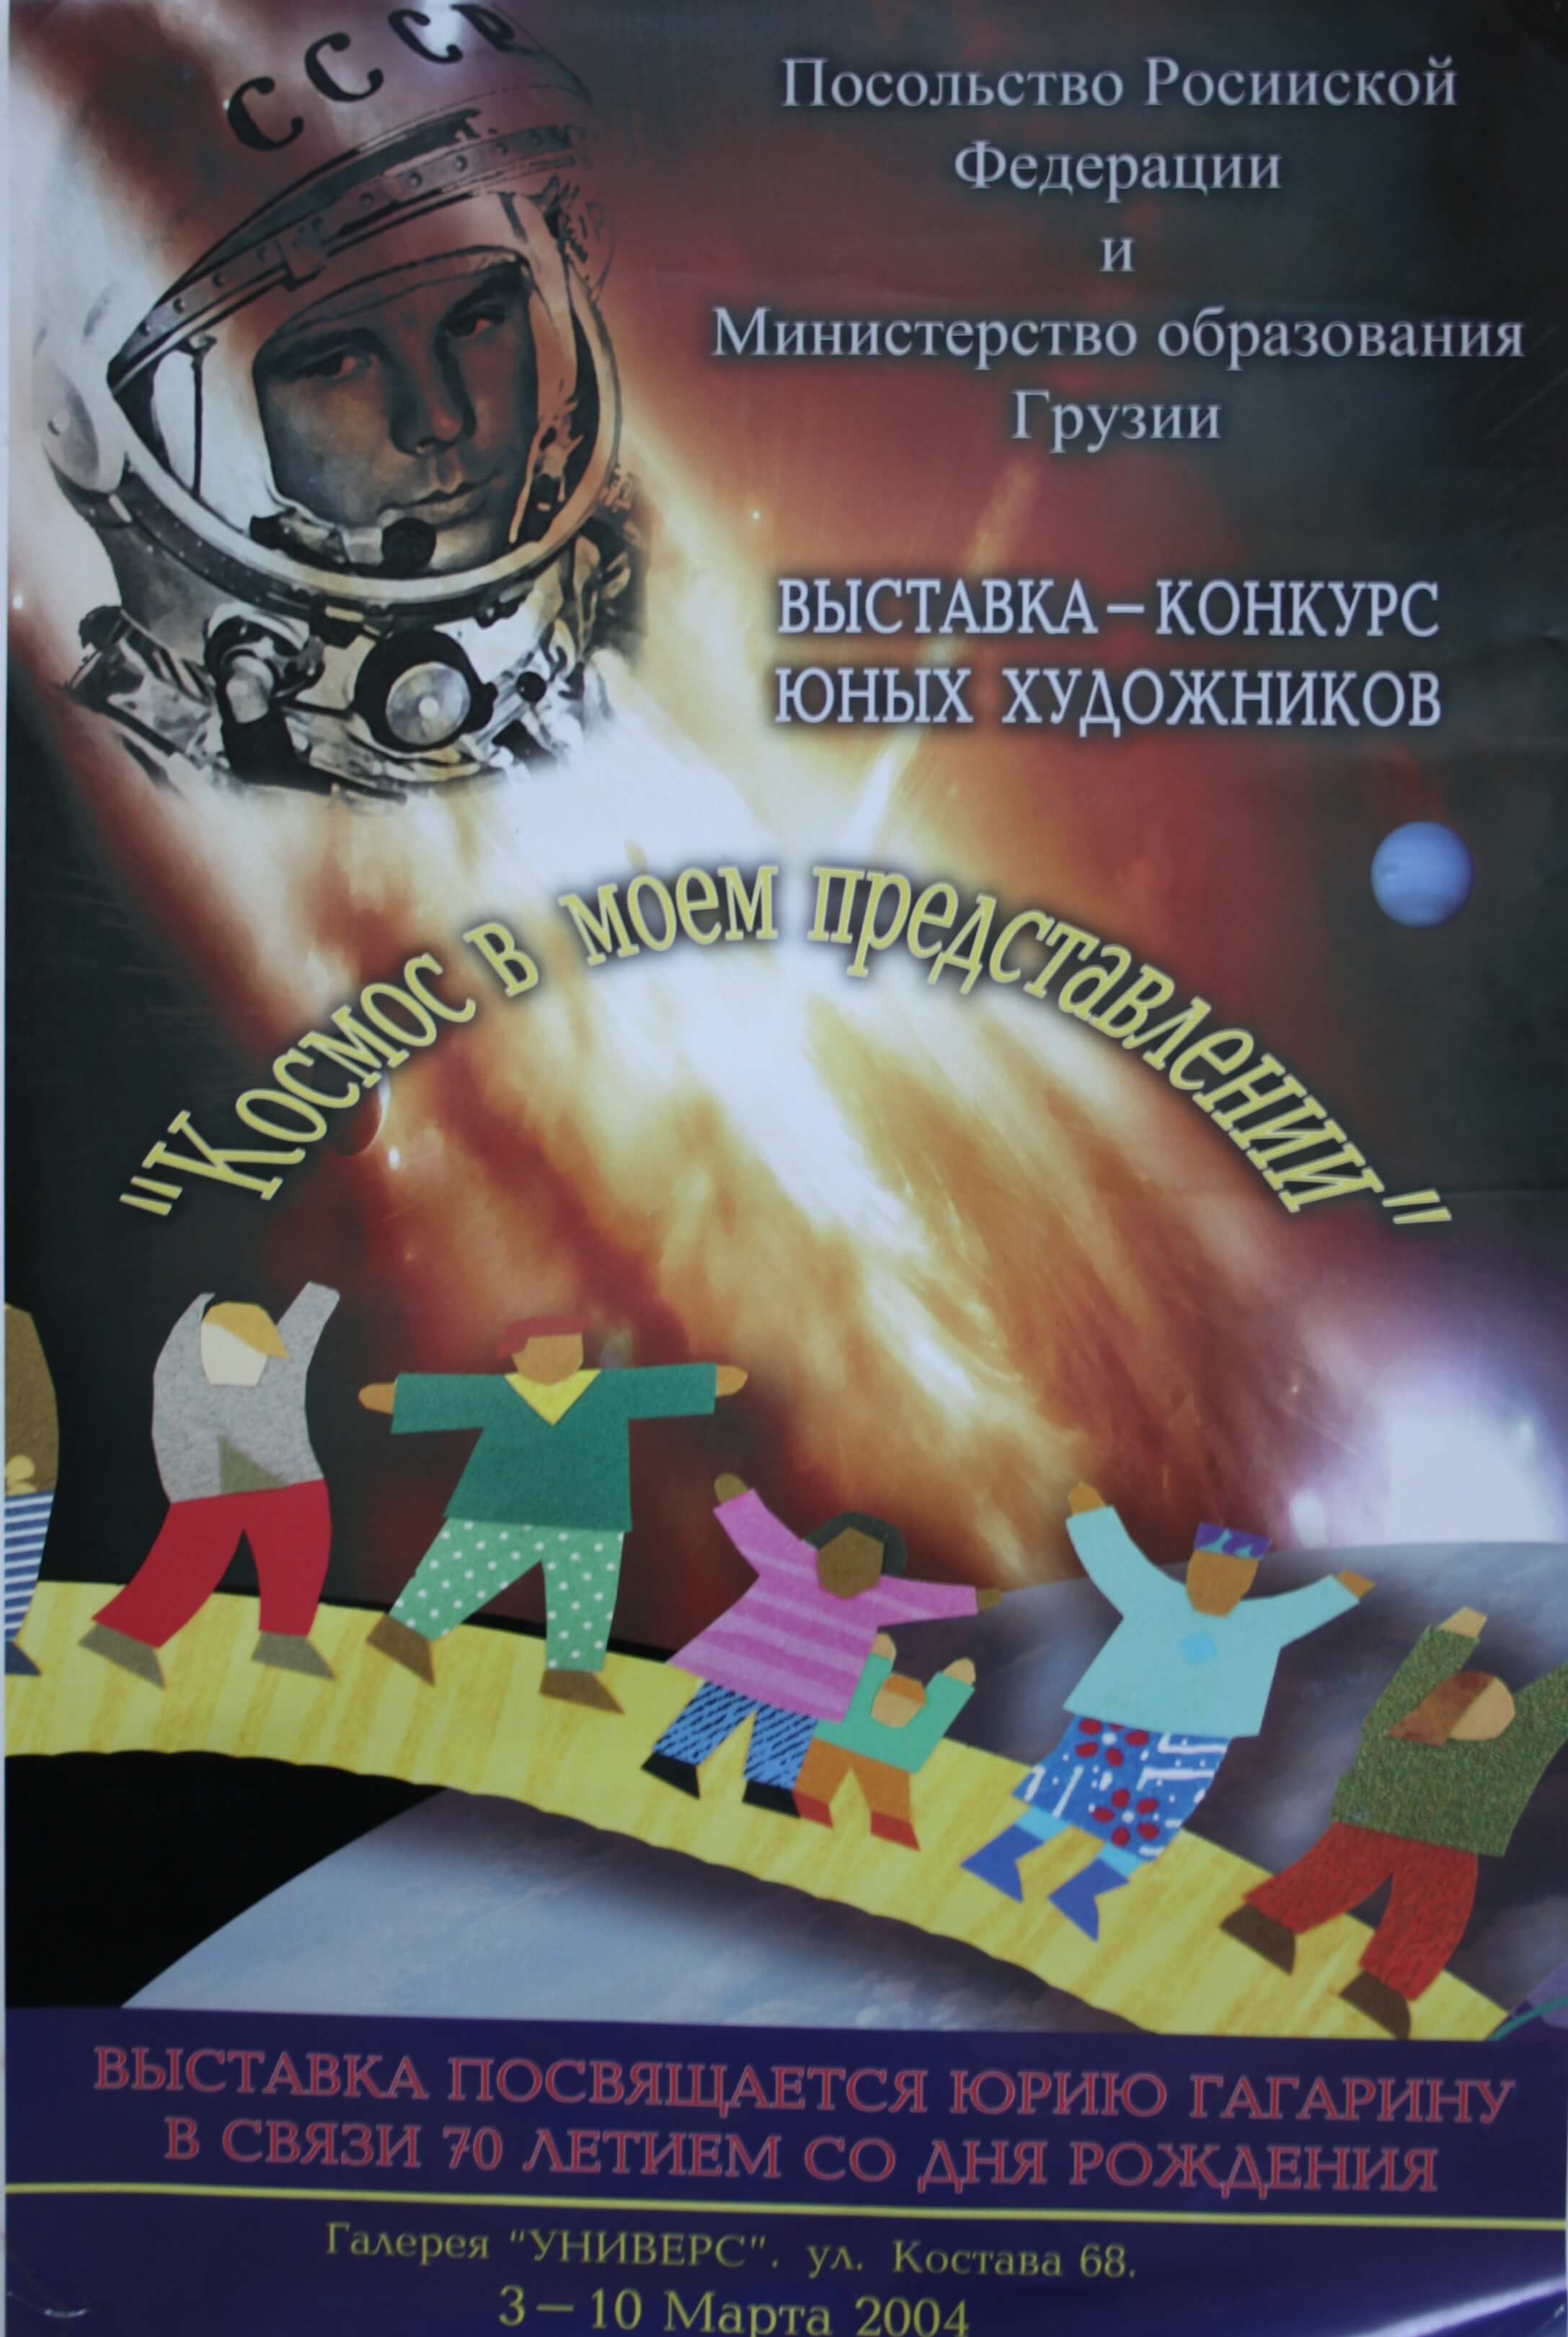 СССР
Посольство Росииской
Федерации
и
Министерство образования
Грузии
ВЫСТАВКА – КОНКУРС
ЮНЫХ ХУДОЖНИКОВ
"Космос в моем представлении"
ВЫСТАВКА ПОСВЯЩАЕТСЯ ЮРИЮ ГАГАРИНУ
В СВЯЗИ 70 ЛЕТИЕМ СО ДНЯ РОЖДЕНИЯ
Галерея "УНИВЕРС". ул. Костава 68.
3 – 10 Марта 2004